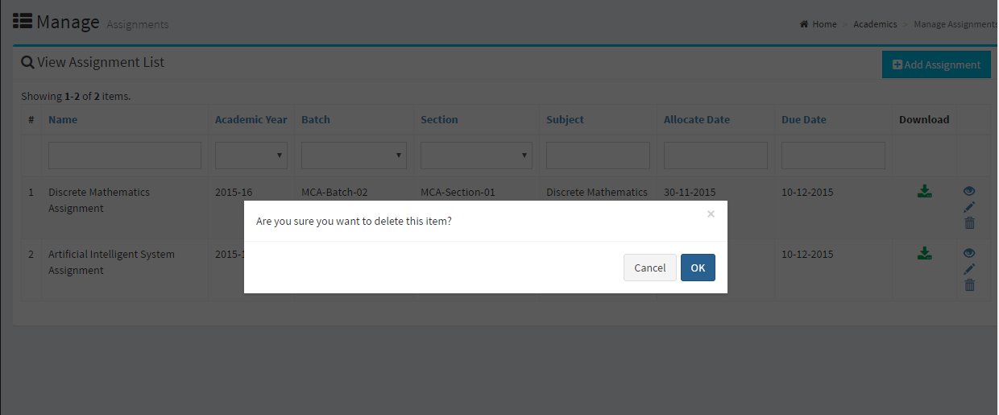 Manage Assignments
Home > Academics > Manage Assignments
View Assignment List
Add Assignment
Showing 1-2 of 2 items.
# Name Academic Year Batch Section Subject Allocate Date Due Date Download
1 Discrete Mathematics 2015-16 MCA-Batch-02 MCA-Section-01 Discrete Mathematics 30-11-2015 10-12-2015
Assignment
Are you sure you want to delete this item? ×
2 Artificial Intelligent System 2015-1 10-12-2015
Assignment
Cancel OK